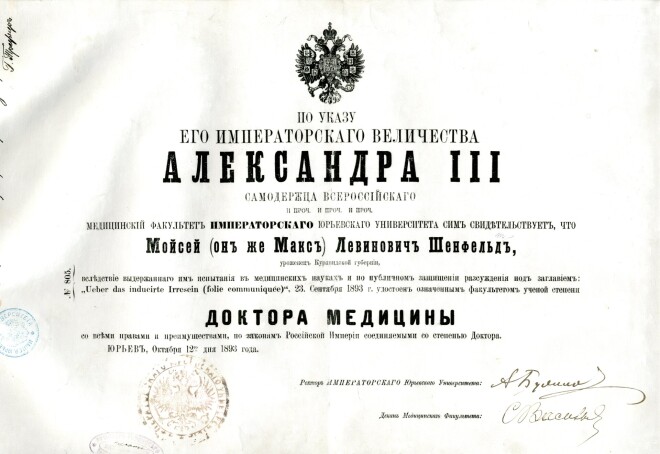 ПО УКАЗУ
ЕГО ИМПЕРАТОРСКАГО ВЕЛИЧЕСТВА
АЛЕКСАНДРА III
САМОДЕРЖЦА ВСЕРОССІЙСКАГО
И ПРОЧ. И ПРОЧ. И ПРОЧ.
МЕДИЦИНСКІЙ ФАКУЛЬТЕТЪ ИМПЕРАТОРСКАГО ЮРЬЕВСКАГО УНИВЕРСИТЕТА СИМЪ СВИДѢТЕЛЬСТВУЕТЪ, ЧТО
Мойсей (онъ же Максъ) Левиновичъ Шенфельдъ,
уроженецъ Курляндской губерніи,
вслѣдствіе выдержаннаго имъ испытанія въ медицинскихъ наукахъ и по публичномъ защищеніи разсужденія подъ заглавіемъ:
„Ueber das inducirte Irresein (folie communiquée)“, 23. Сентября 1893 г. удостоенъ означеннымъ факультетомъ ученой степени
№ 805.
ДОКТОРА МЕДИЦИНЫ
со всѣми правами и преимуществами, по законамъ Россійской Имперіи соединяемыми со степенью Доктора.
ЮРЬЕВЪ, Октября 12го дня 1893 года.
Ректоръ ИМПЕРАТОРСКАГО Юрьевскаго Университета:
Деканъ Медицинскаго Факультета: